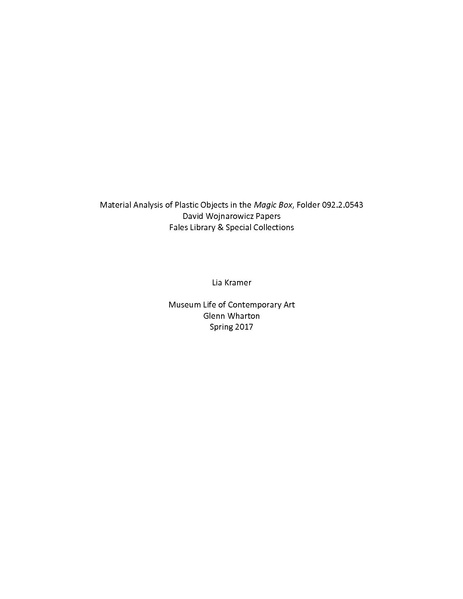 Material Analysis of Plastic Objects in the Magic Box, Folder 092.2.0543
David Wojnarowicz Papers
Fales Library & Special Collections
Lia Kramer
Museum Life of Contemporary Art
Glenn Wharton
Spring 2017